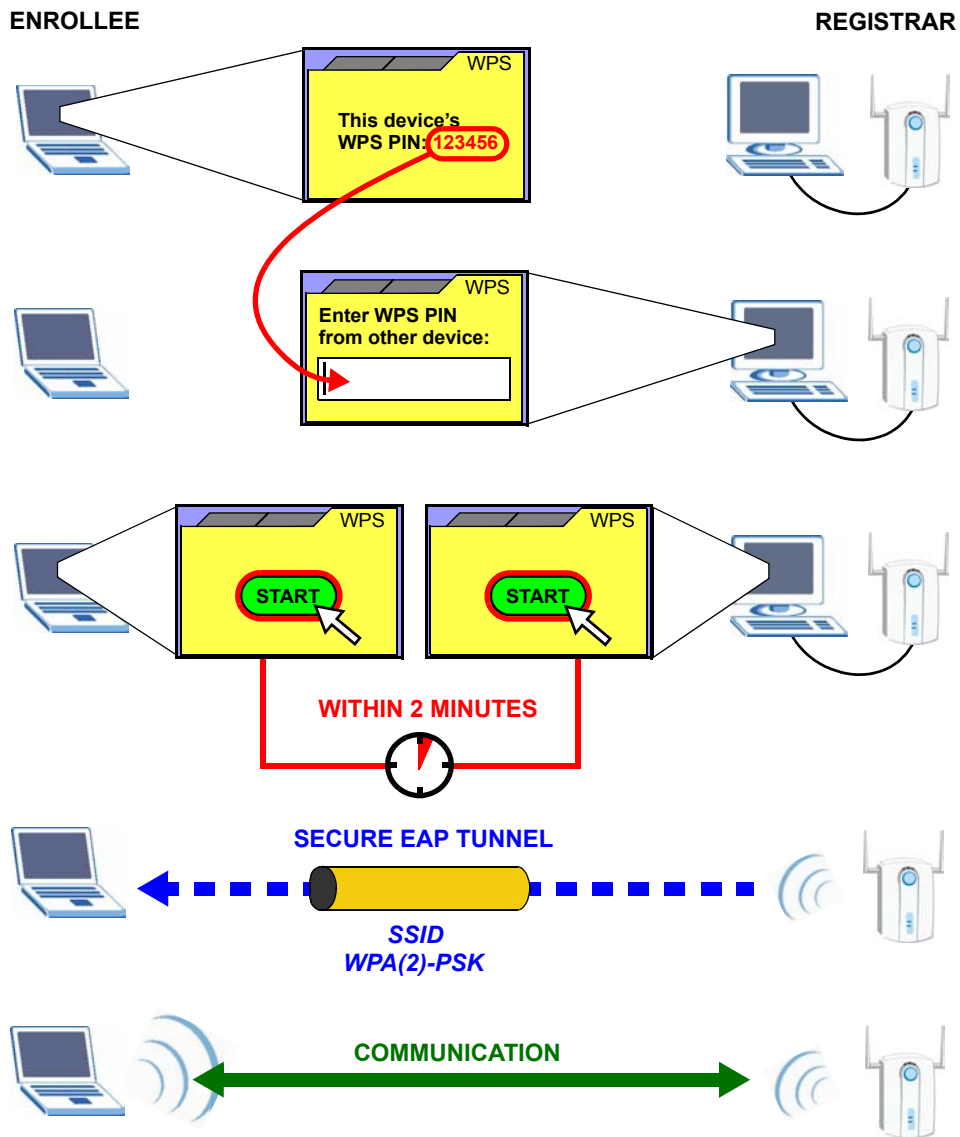 ENROLLEE
REGISTRAR
WPS
This device's
WPS PIN: 123456
WPS
Enter WPS PIN
from other device:
WPS
WPS
START
START
WITHIN 2 MINUTES
SECURE EAP TUNNEL
SSID
WPA(2)-PSK
COMMUNICATION